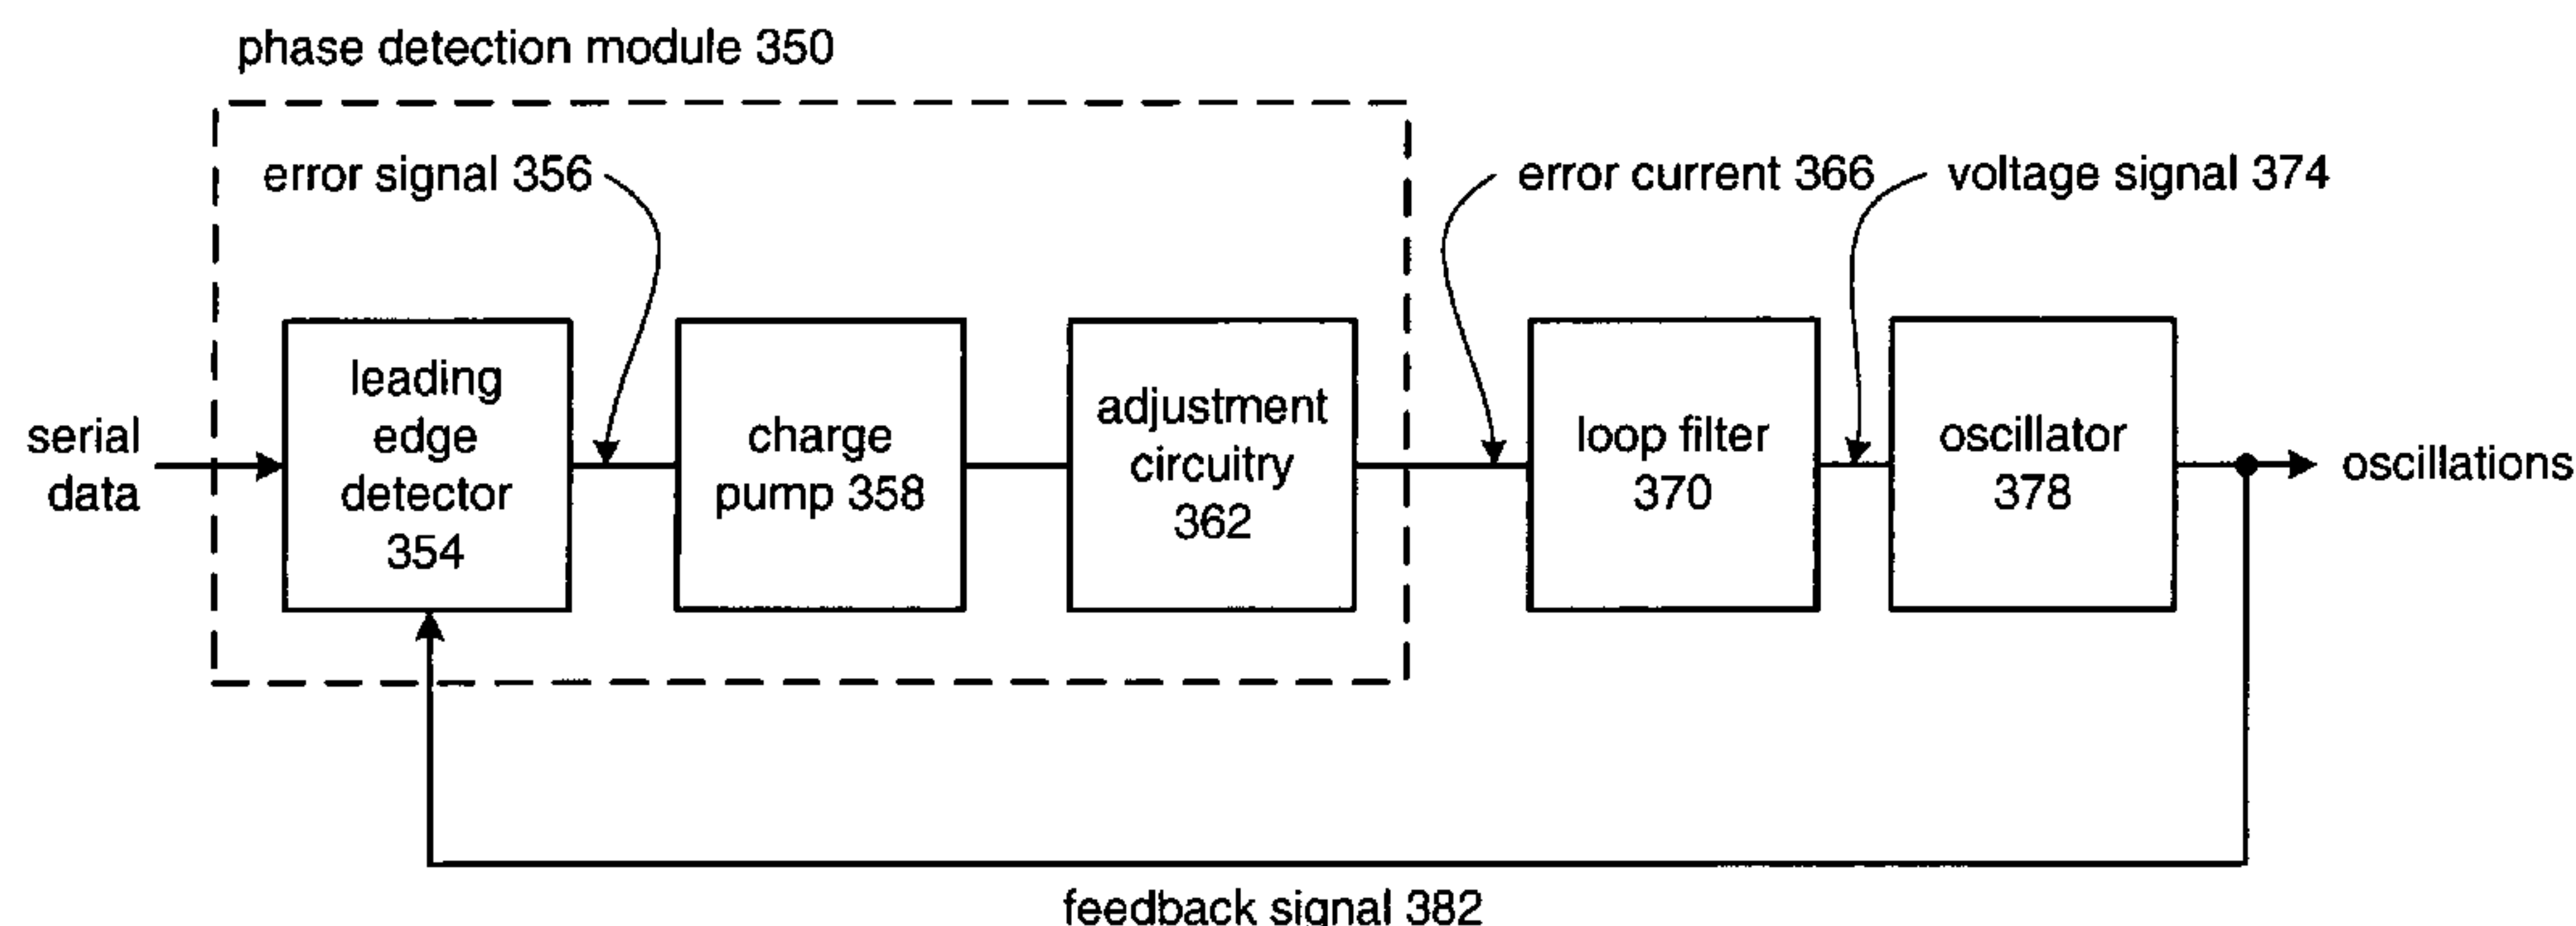 phase detection module 350
error signal 356
error current 366
voltage signal 374
serial
data
leading
edge
detector
354
charge
pump 358
adjustment
circuitry
362
loop filter
370
oscillator
378
oscillations
feedback signal 382